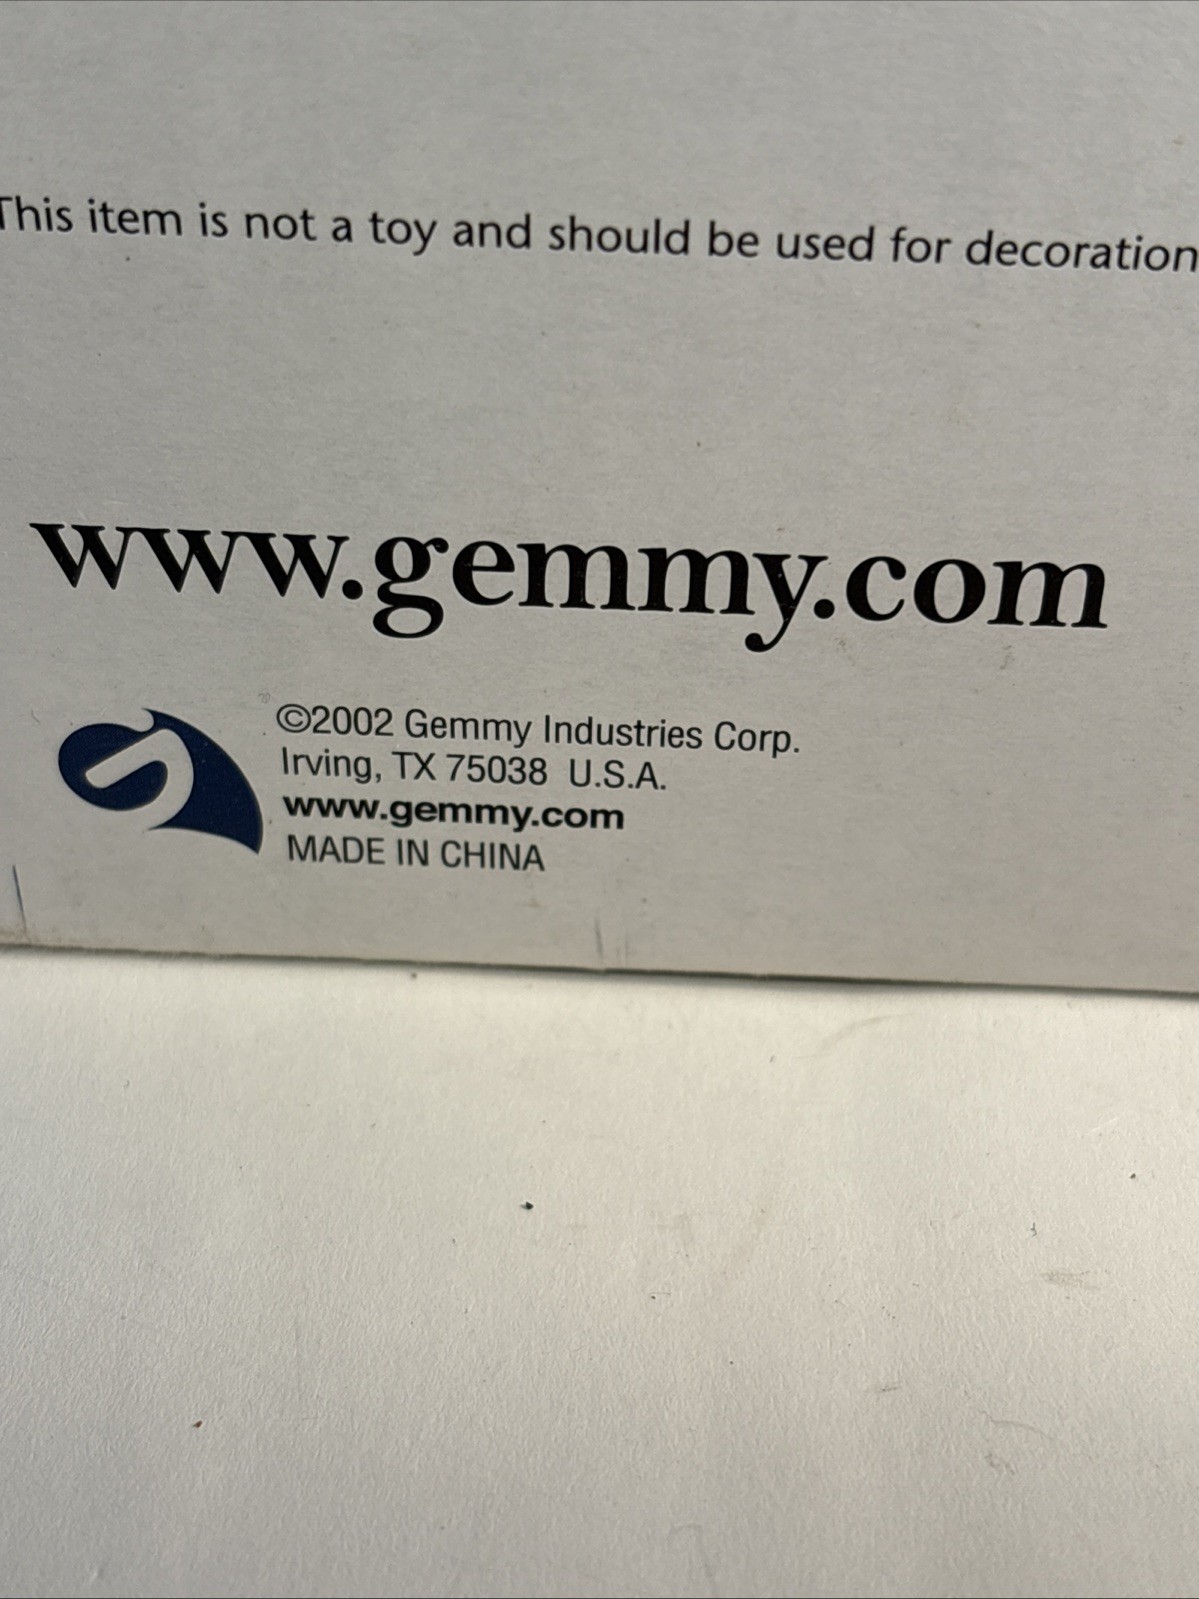 This item is not a toy and should be used for decoration
www.gemmy.com
©2002 Gemmy Industries Corp.
Irving, TX 75038 U.S.A.
www.gemmy.com
MADE IN CHINA